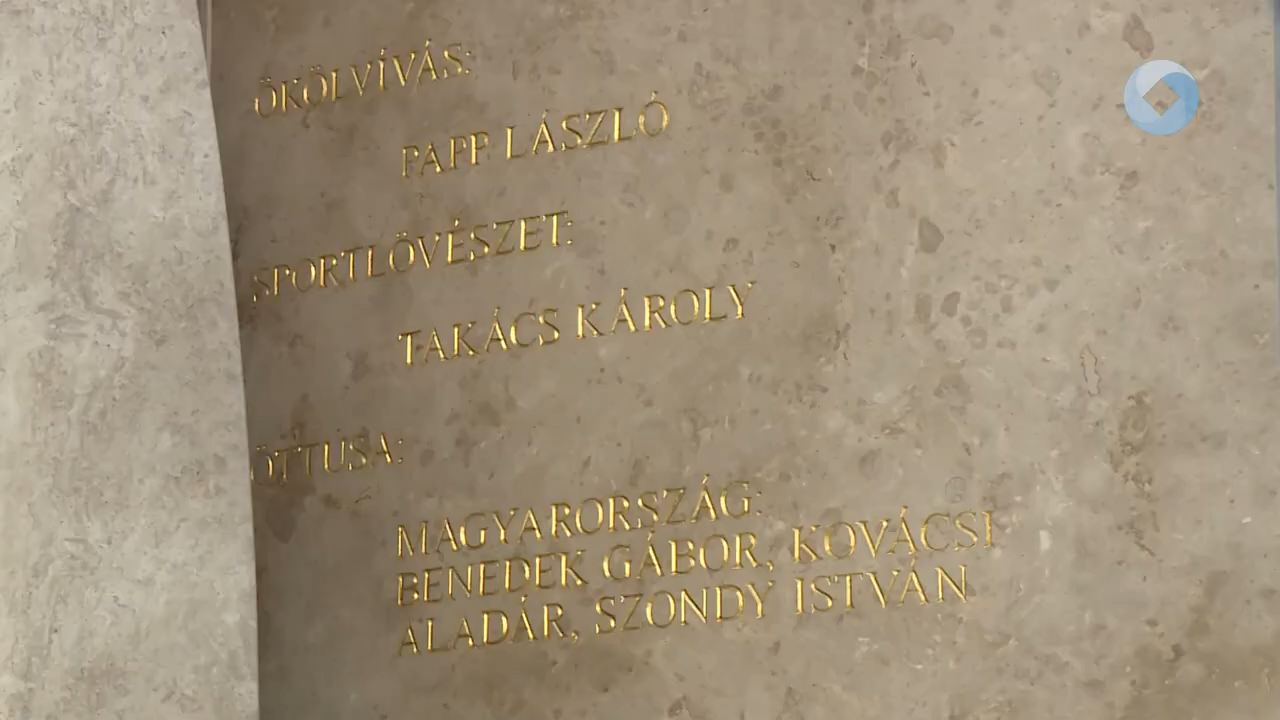 ÖKÖLVÍVÁS:
PAPP LÁSZLÓ
SPORTLÖVÉSZET:
TAKÁCS KÁROLY
ÖTTUSA:
MAGYARORSZÁG:
BENEDEK GÁBOR, KOVÁCSI
ALADÁR, SZONDY ISTVÁN